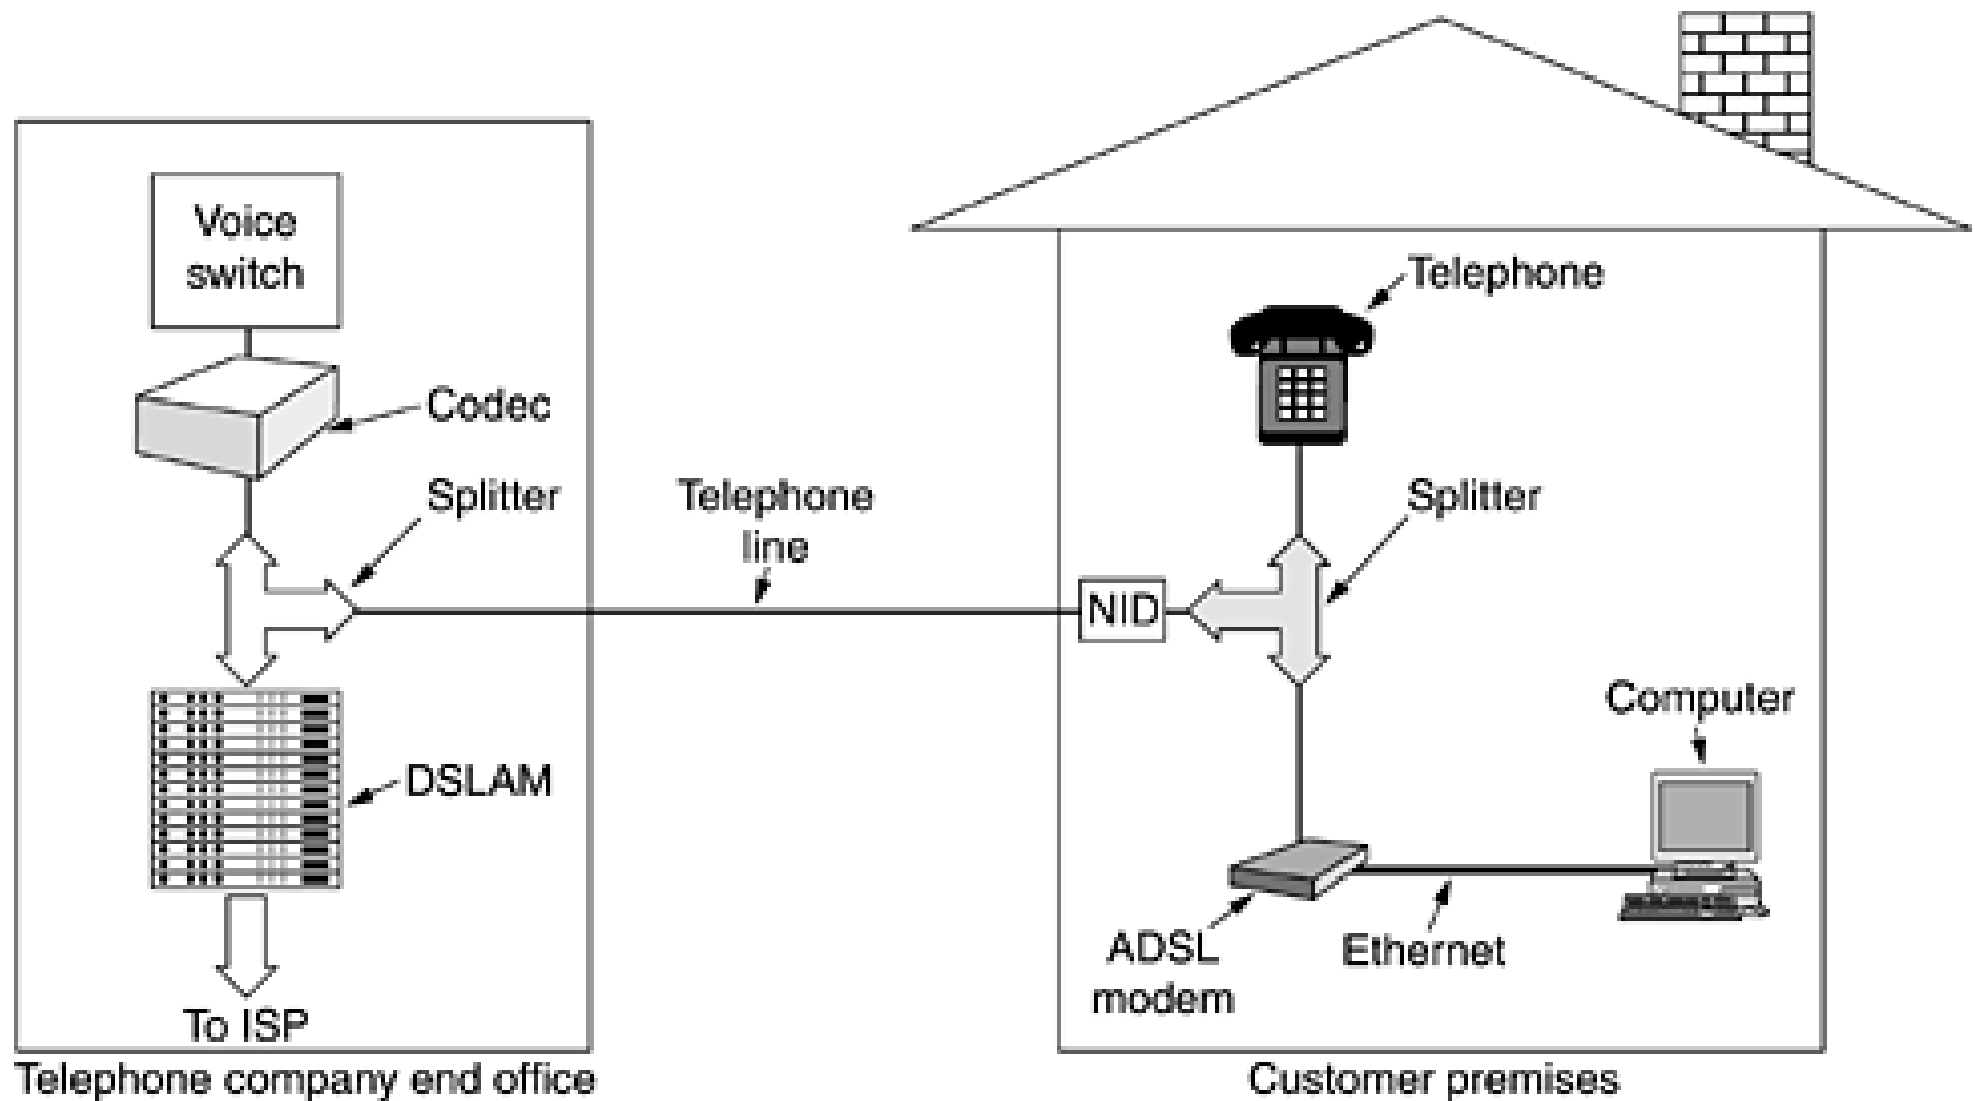 Voice
switch
Codec
Splitter
DSLAM
To ISP
Telephone company end office
Telephone
line
Telephone
Splitter
NID
Computer
ADSL
modem
Ethernet
Customer premises